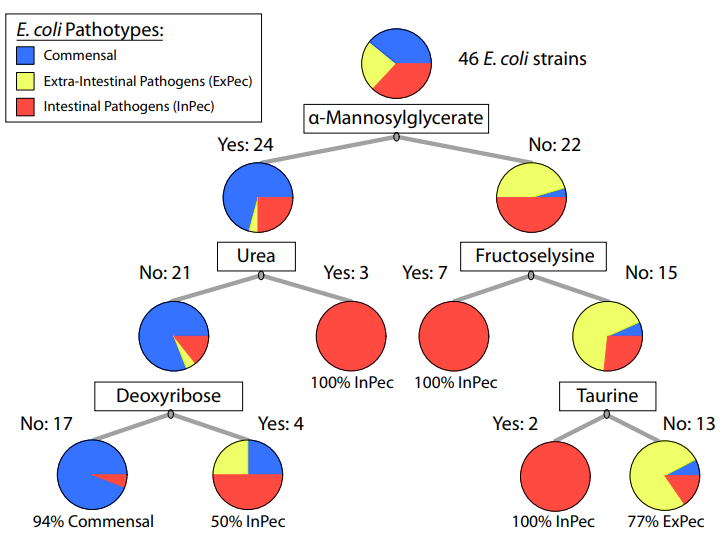 E. coli Pathotypes:
Commensal
Extra-Intestinal Pathogens (ExPec)
Intestinal Pathogens (InPec)
46 E. coli strains
α-Mannosylglycerate
Yes: 24
No: 22
Urea
Fructoselysine
No: 21
Yes: 3
Yes: 7
No: 15
100% InPec
100% InPec
Deoxyribose
Taurine
No: 17
Yes: 4
Yes: 2
No: 13
94% Commensal
50% InPec
100% InPec
77% ExPec